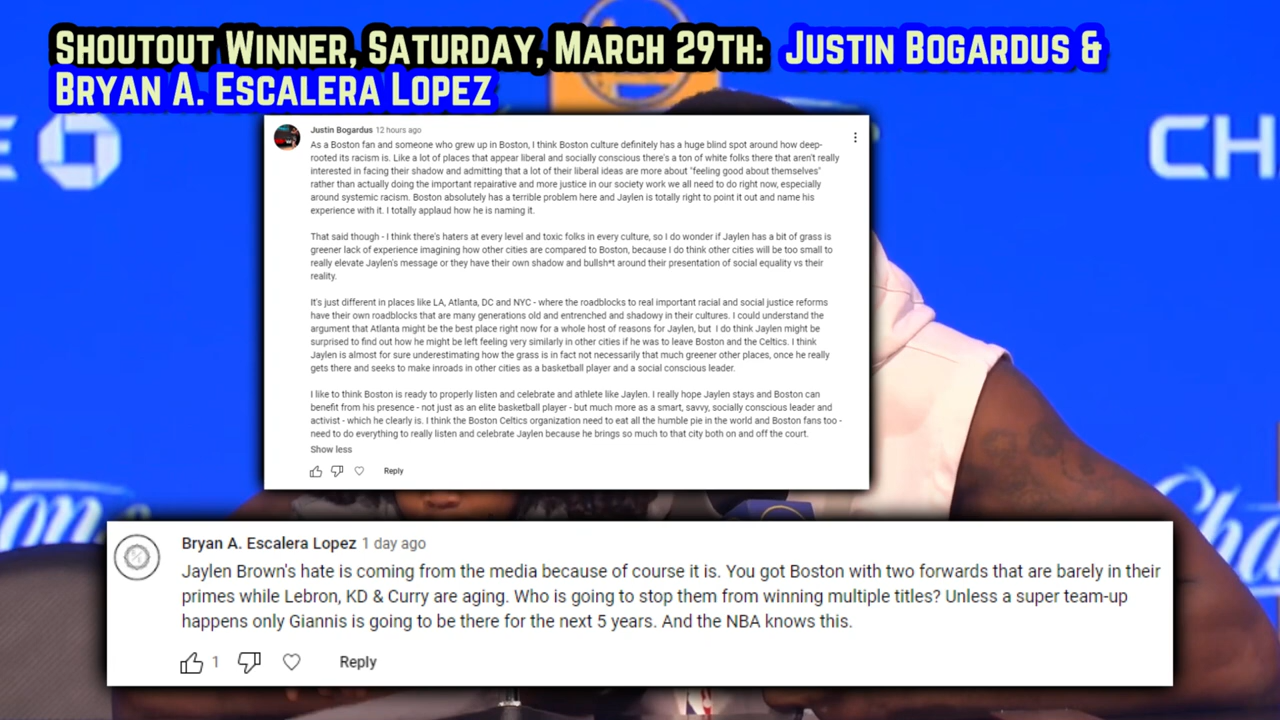 Shoutout Winner, Saturday, March 29th: Justin Bogardus &
Bryan A. Escalera Lopez
CH
Justin Bogardus 12 hours ago
As a Boston fan and someone who grew up in Boston, I think Boston culture definitely has a huge blind spot around how deep-
rooted its racism is. Like a lot of places that appear liberal and socially conscious there's a ton of white folks there that aren't really
interested in facing their shadow and admitting that a lot of their liberal ideas are more about "feeling good about themselves"
rather than actually doing the important repairative and more justice in our society work we all need to do right now, especially
around systemic racism. Boston absolutely has a terrible problem here and Jaylen is totally right to point it out and name his
experience with it. I totally applaud how he is naming it.
That said though - I think there's haters at every level and toxic folks in every culture, so I do wonder if Jaylen has a bit of grass is
greener lack of experience imagining how other cities are compared to Boston, because I do think other cities will be too small to
really elevate Jaylen's message or they have their own shadow and bullsh*t around their presentation of social equality vs their
reality.
It's just different in places like LA, Atlanta, DC and NYC - where the roadblocks to real important racial and social justice reforms
have their own roadblocks that are many generations old and entrenched and shadowy in their cultures. I could understand the
argument that Atlanta might be the best place right now for a whole host of reasons for Jaylen, but I do think Jaylen might be
surprised to find out how he might be left feeling very similarly in other cities if he was to leave Boston and the Celtics. I think
Jaylen is almost for sure underestimating how the grass is in fact not necessarily that much greener other places, once he really
gets there and seeks to make inroads in other cities as a basketball player and a social conscious leader.
I like to think Boston is ready to properly listen and celebrate and athlete like Jaylen. I really hope Jaylen stays and Boston can
benefit from his presence - not just as an elite basketball player - but much more as a smart, savvy, socially conscious leader and
activist - which he clearly is. I think the Boston Celtics organization need to eat all the humble pie in the world and Boston fans too -
need to do everything to really listen and celebrate Jaylen because he brings so much to that city both on and off the court.
Show less
Reply
Bryan A. Escalera Lopez 1 day ago
Jaylen Brown's hate is coming from the media because of course it is. You got Boston with two forwards that are barely in their
primes while Lebron, KD & Curry are aging. Who is going to stop them from winning multiple titles? Unless a super team-up
happens only Giannis is going to be there for the next 5 years. And the NBA knows this.
1
Reply